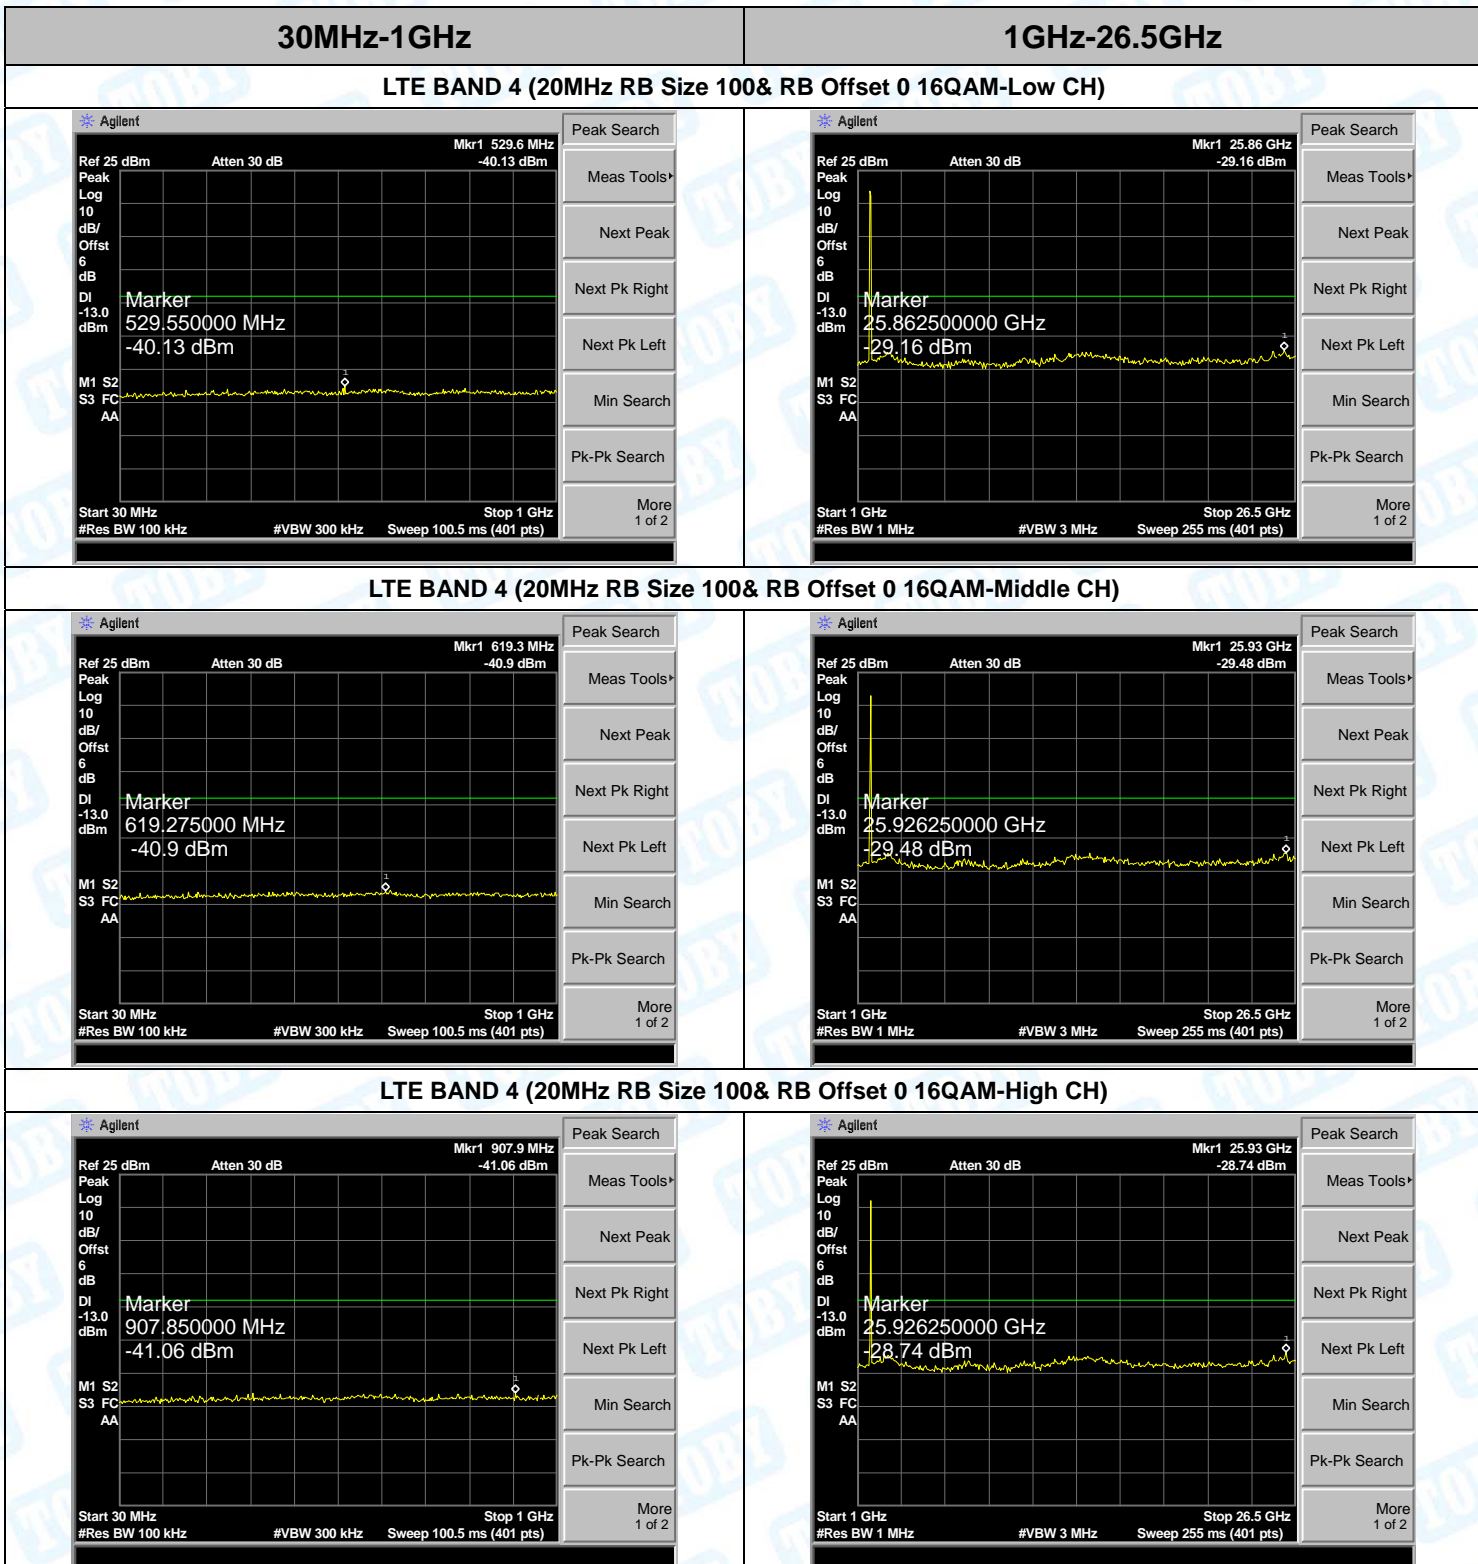 30MHz-1GHz
1GHz-26.5GHz
LTE BAND 4 (20MHz RB Size 100& RB Offset 0 16QAM-Low CH)
Agilent
Peak Search
Mkr1 529.6 MHz
Ref 25 dBm Atten 30 dB -40.13 dBm
Peak
Log
10
dB/
Offst
6
dB
DI
-13.0
dBm
Marker
529.550000 MHz
-40.13 dBm
1
M1 S2
S3 FC
AA
Start 30 MHz Stop 1 GHz
#Res BW 100 kHz #VBW 300 kHz Sweep 100.5 ms (401 pts)
Meas Tools
Next Peak
Next Pk Right
Next Pk Left
Min Search
Pk-Pk Search
More
1 of 2
Agilent
Peak Search
Mkr1 25.86 GHz
Ref 25 dBm Atten 30 dB -29.16 dBm
Peak
Log
10
dB/
Offst
6
dB
DI
-13.0
dBm
Marker
25.862500000 GHz
-29.16 dBm
1
M1 S2
S3 FC
AA
Start 1 GHz Stop 26.5 GHz
#Res BW 1 MHz #VBW 3 MHz Sweep 255 ms (401 pts)
Meas Tools
Next Peak
Next Pk Right
Next Pk Left
Min Search
Pk-Pk Search
More
1 of 2
LTE BAND 4 (20MHz RB Size 100& RB Offset 0 16QAM-Middle CH)
Agilent
Peak Search
Mkr1 619.3 MHz
Ref 25 dBm Atten 30 dB -40.9 dBm
Peak
Log
10
dB/
Offst
6
dB
DI
-13.0
dBm
Marker
619.275000 MHz
-40.9 dBm
1
M1 S2
S3 FC
AA
Start 30 MHz Stop 1 GHz
#Res BW 100 kHz #VBW 300 kHz Sweep 100.5 ms (401 pts)
Meas Tools
Next Peak
Next Pk Right
Next Pk Left
Min Search
Pk-Pk Search
More
1 of 2
Agilent
Peak Search
Mkr1 25.93 GHz
Ref 25 dBm Atten 30 dB -29.48 dBm
Peak
Log
10
dB/
Offst
6
dB
DI
-13.0
dBm
Marker
25.926250000 GHz
-29.48 dBm
1
M1 S2
S3 FC
AA
Start 1 GHz Stop 26.5 GHz
#Res BW 1 MHz #VBW 3 MHz Sweep 255 ms (401 pts)
Meas Tools
Next Peak
Next Pk Right
Next Pk Left
Min Search
Pk-Pk Search
More
1 of 2
LTE BAND 4 (20MHz RB Size 100& RB Offset 0 16QAM-High CH)
Agilent
Peak Search
Mkr1 907.9 MHz
Ref 25 dBm Atten 30 dB -41.06 dBm
Peak
Log
10
dB/
Offst
6
dB
DI
-13.0
dBm
Marker
907.850000 MHz
-41.06 dBm
1
M1 S2
S3 FC
AA
Start 30 MHz Stop 1 GHz
#Res BW 100 kHz #VBW 300 kHz Sweep 100.5 ms (401 pts)
Meas Tools
Next Peak
Next Pk Right
Next Pk Left
Min Search
Pk-Pk Search
More
1 of 2
Agilent
Peak Search
Mkr1 25.93 GHz
Ref 25 dBm Atten 30 dB -28.74 dBm
Peak
Log
10
dB/
Offst
6
dB
DI
-13.0
dBm
Marker
25.926250000 GHz
-28.74 dBm
1
M1 S2
S3 FC
AA
Start 1 GHz Stop 26.5 GHz
#Res BW 1 MHz #VBW 3 MHz Sweep 255 ms (401 pts)
Meas Tools
Next Peak
Next Pk Right
Next Pk Left
Min Search
Pk-Pk Search
More
1 of 2
TOBY